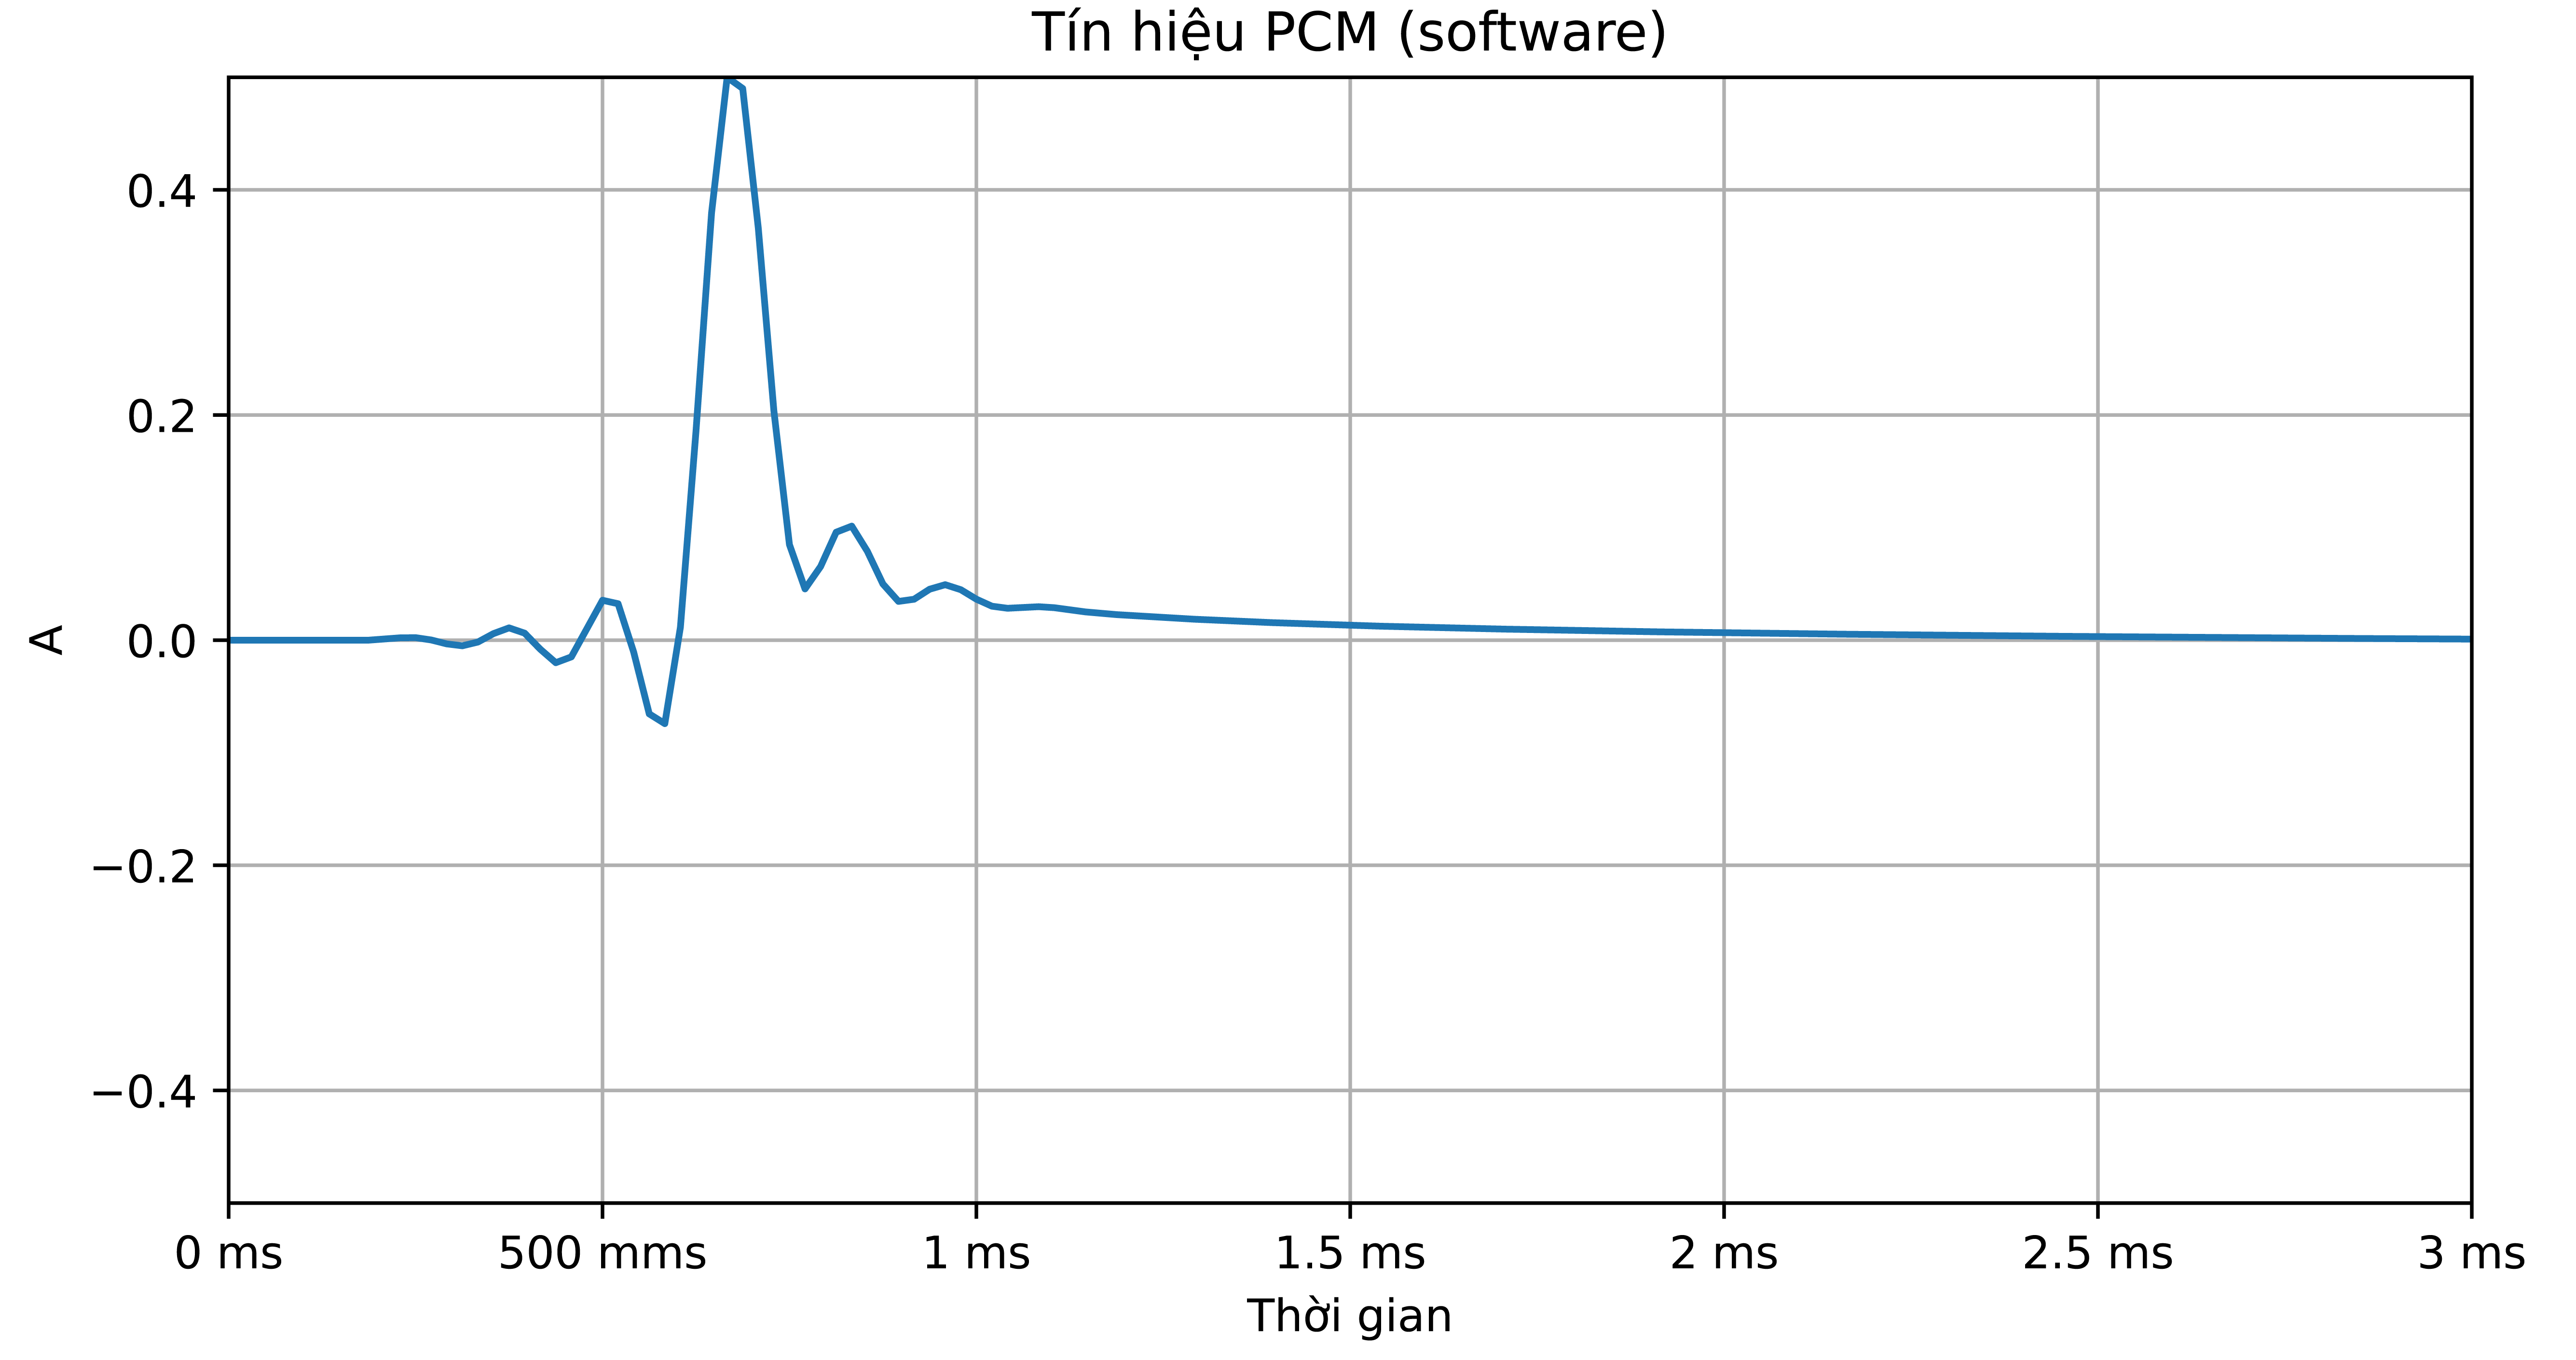 Tín hiệu PCM (software)
0.4
0.2
0.0
−0.2
−0.4
A
0 ms 500 mms 1 ms 1.5 ms 2 ms 2.5 ms 3 ms
Thời gian